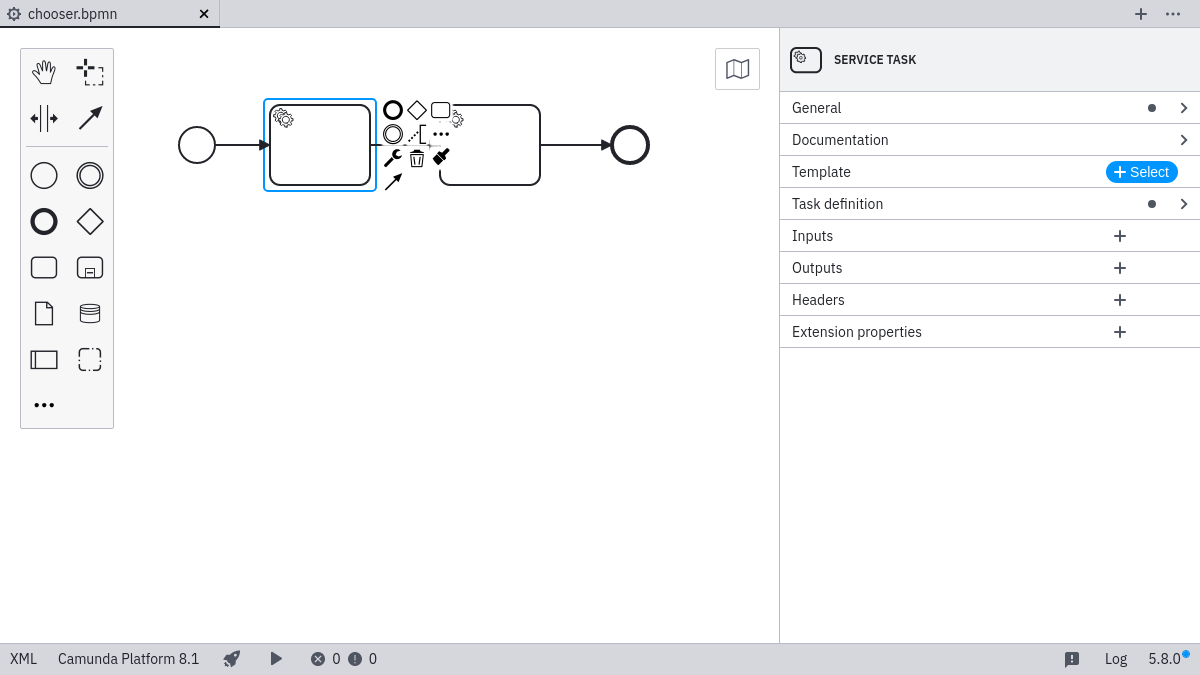 chooser.bpmn
SERVICE TASK
General
Documentation
Template
Select
Task definition
Inputs
Outputs
Headers
Extension properties
XML
Camunda Platform 8.1
0
0
Log
5.8.0